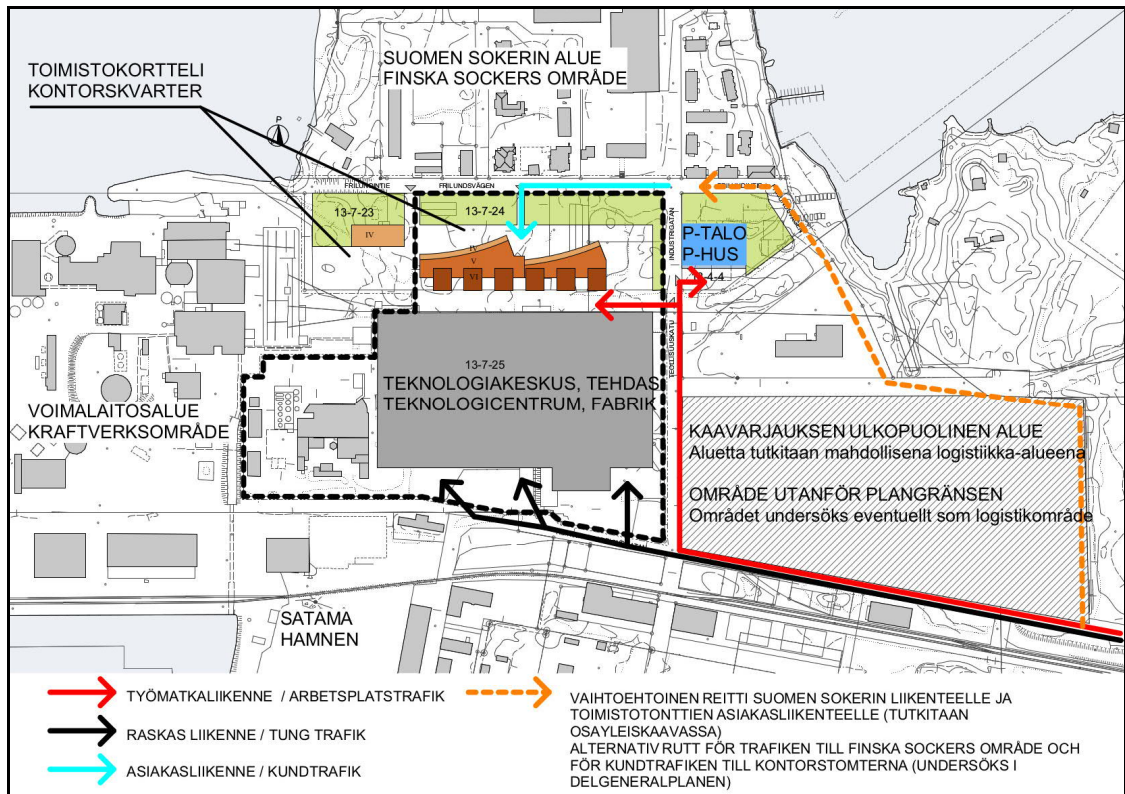 SUOMEN SOKERIN ALUE
FINSKA SOCKERS OMRÅDE
TOIMISTOKORTTELI
KONTORSKVARTER
P
FRILUNDINTIE
FRILUNDSVÄGEN
13-7-23
13-7-24
IV
IV
V
VI
INDUSTRIGATAN
P-TALO
P-HUS
TEOLLISUUSKATU
13-7-25
TEKNOLOGIAKESKUS, TEHDAS
TEKNOLOGICENTRUM, FABRIK
VOIMALAITOSALUE
KRAFTVERKSOMRÅDE
KAAVARJAUKSEN ULKOPUOLINEN ALUE
Aluetta tutkitaan mahdollisena logistiikka-alueena
OMRÅDE UTANFÖR PLANGRÄNSEN
Området undersöks eventuellt som logistikområde
SATAMA
HAMNEN
TYÖMATKALIIKENNE / ARBETSPLATSTRAFIK
RASKAS LIIKENNE / TUNG TRAFIK
ASIAKASLIIKENNE / KUNDTRAFIK
VAIHTOEHTOINEN REITTI SUOMEN SOKERIN LIIKENTEELLE JA
TOIMISTOTONTTIEN ASIAKASLIIKENTEELLE (TUTKITAAN
OSAYLEISKAAVASSA)
ALTERNATIV RUTT FÖR TRAFIKEN TILL FINSKA SOCKERS OMRÅDE OCH
FÖR KUNDTRAFIKEN TILL KONTORSTOMTERNA (UNDERSÖKS I
DELGENERALPLANEN)